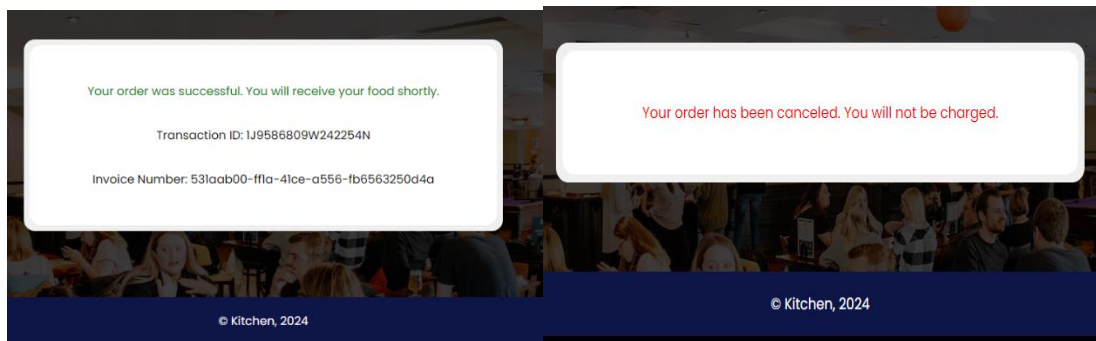 Your order was successful. You will receive your food shortly.
Transaction ID: 1J9586809W242254N
Invoice Number: 531aab00-ff1a-41ce-a556-fb6563250d4a
© Kitchen, 2024
Your order has been canceled. You will not be charged.
© Kitchen, 2024